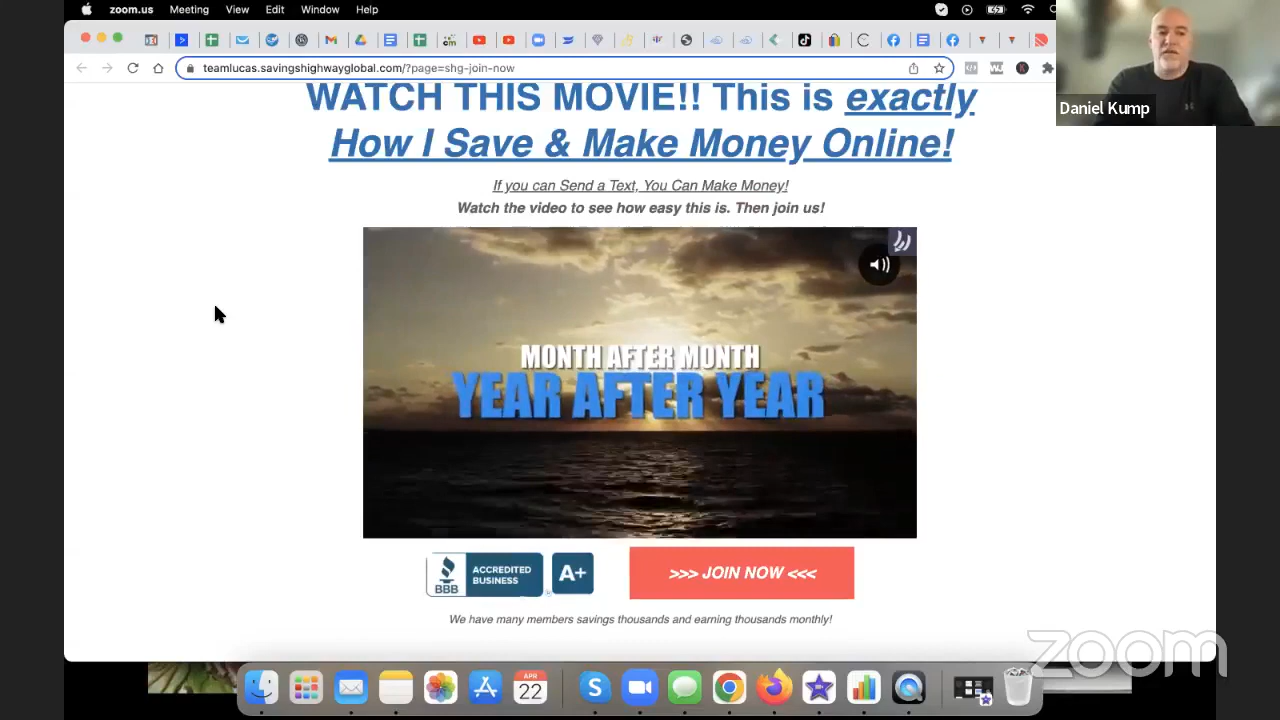 zoom.us Meeting View Edit Window Help
teamlucas.savingshighwayglobal.com/?page=shg-join-now
Daniel Kump
WATCH THIS MOVIE!! This is exactly
How I Save & Make Money Online!
If you can Send a Text, You Can Make Money!
Watch the video to see how easy this is. Then join us!
MONTH AFTER MONTH
YEAR AFTER YEAR
BBB
ACCREDITED
BUSINESS
A+
>>> JOIN NOW <<<
We have many members savings thousands and earning thousands monthly!
zoom
APR
22